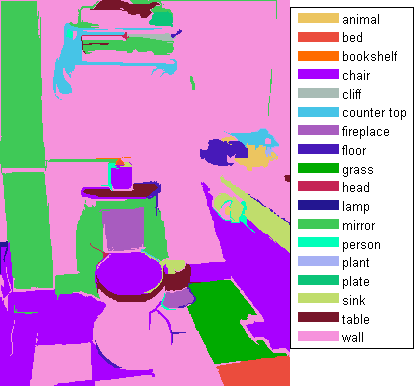 animal
bed
bookshelf
chair
cliff
counter top
fireplace
floor
grass
head
lamp
mirror
person
plant
plate
sink
table
wall